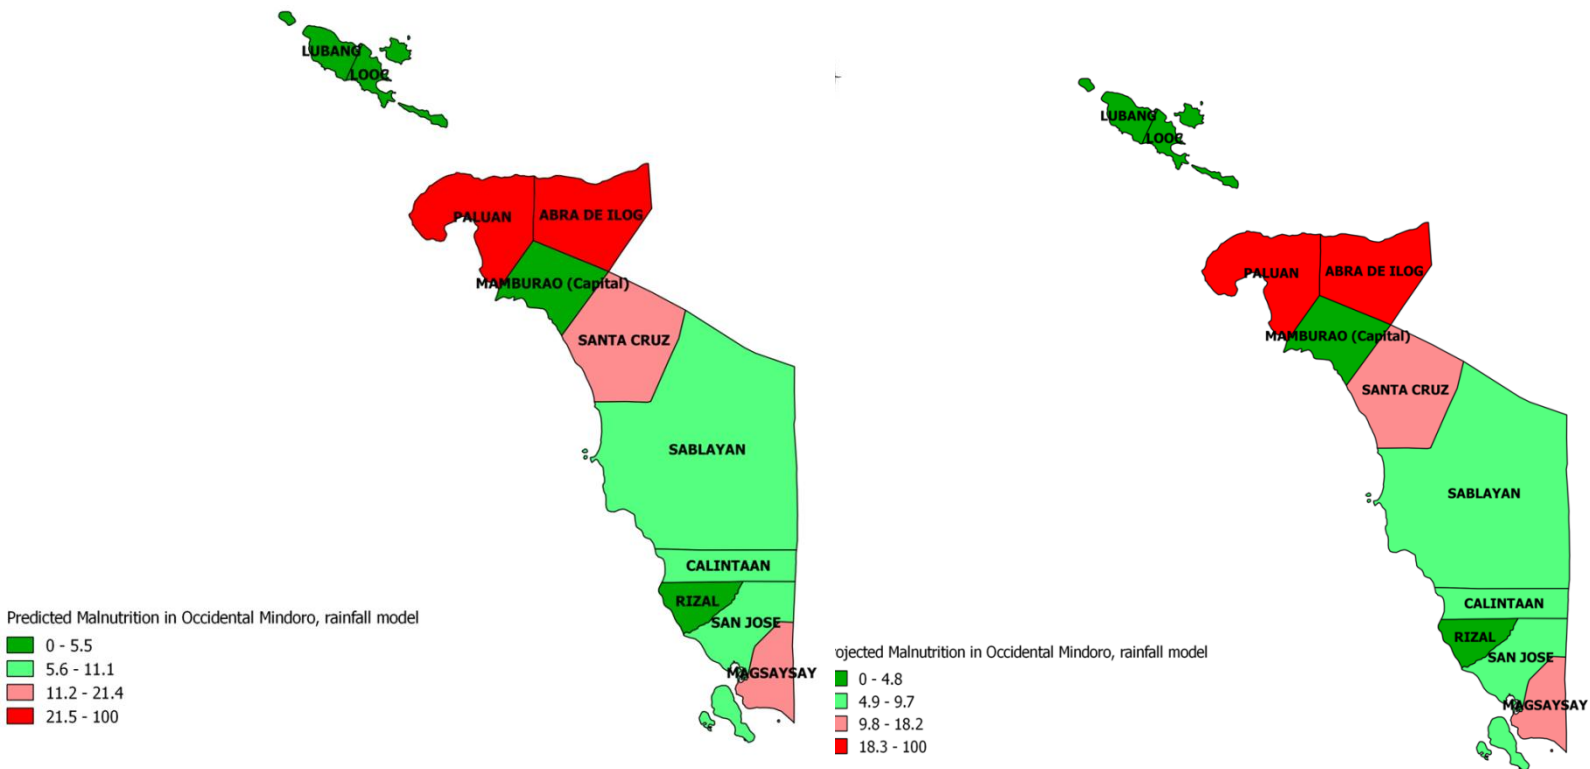 LUBANG
LOOC
PALUAN
ABRA DE ILOG
MAMBURAO (Capital)
SANTA CRUZ
SABLAYAN
CALINTAAN
RIZAL
SAN JOSE
MAGSAYSAY
Predicted Malnutrition in Occidental Mindoro, rainfall model
0 - 5.5
5.6 - 11.1
11.2 - 21.4
21.5 - 100
LUBANG
LOOC
PALUAN
ABRA DE ILOG
MAMBURAO (Capital)
SANTA CRUZ
SABLAYAN
CALINTAAN
RIZAL
SAN JOSE
MAGSAYSAY
ojected Malnutrition in Occidental Mindoro, rainfall model
0 - 4.8
4.9 - 9.7
9.8 - 18.2
18.3 - 100